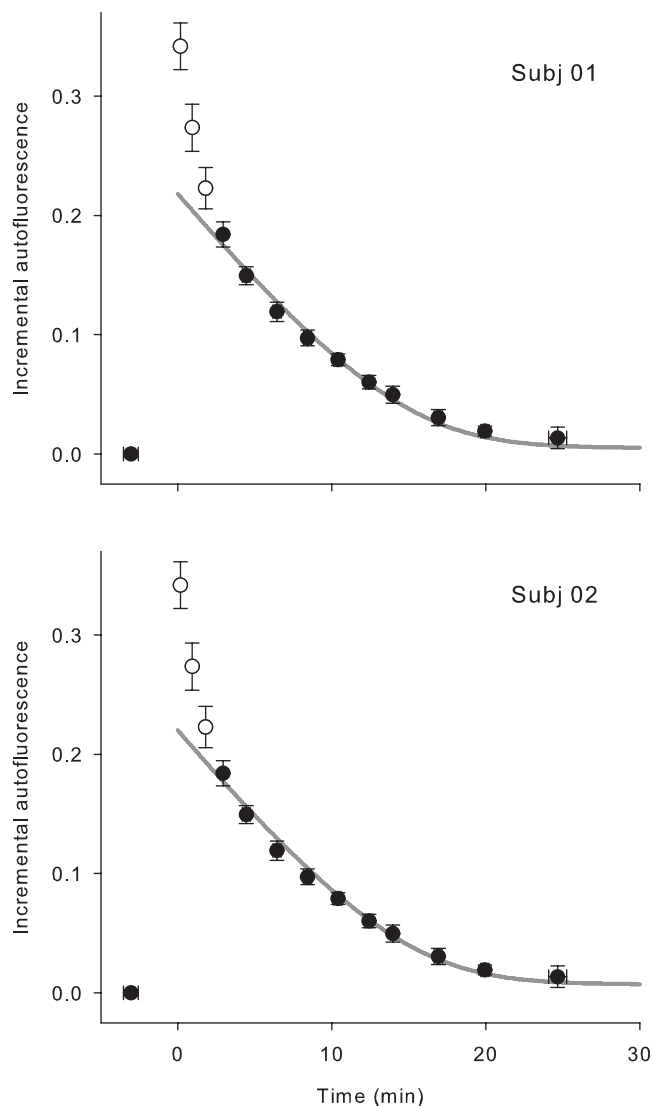 Subj 01
Incremental autofluorescence
0.3
0.2
0.1
0.0
Subj 02
Incremental autofluorescence
0.3
0.2
0.1
0.0
0 10 20 30
Time (min)